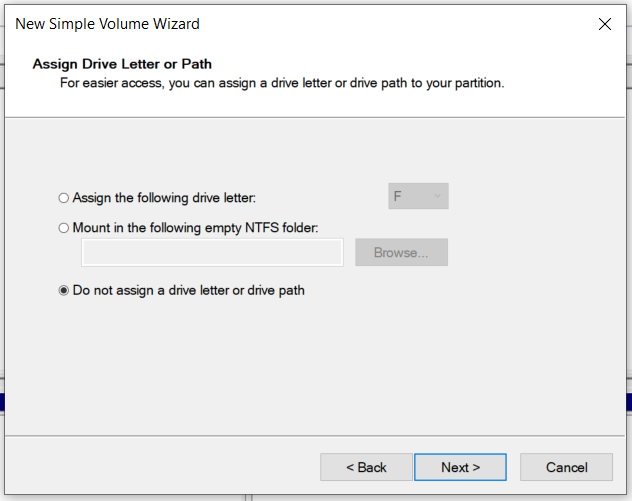 New Simple Volume Wizard
Assign Drive Letter or Path
For easier access, you can assign a drive letter or drive path to your partition.
Assign the following drive letter: F
Mount in the following empty NTFS folder:
Browse...
Do not assign a drive letter or drive path
< Back Next > Cancel